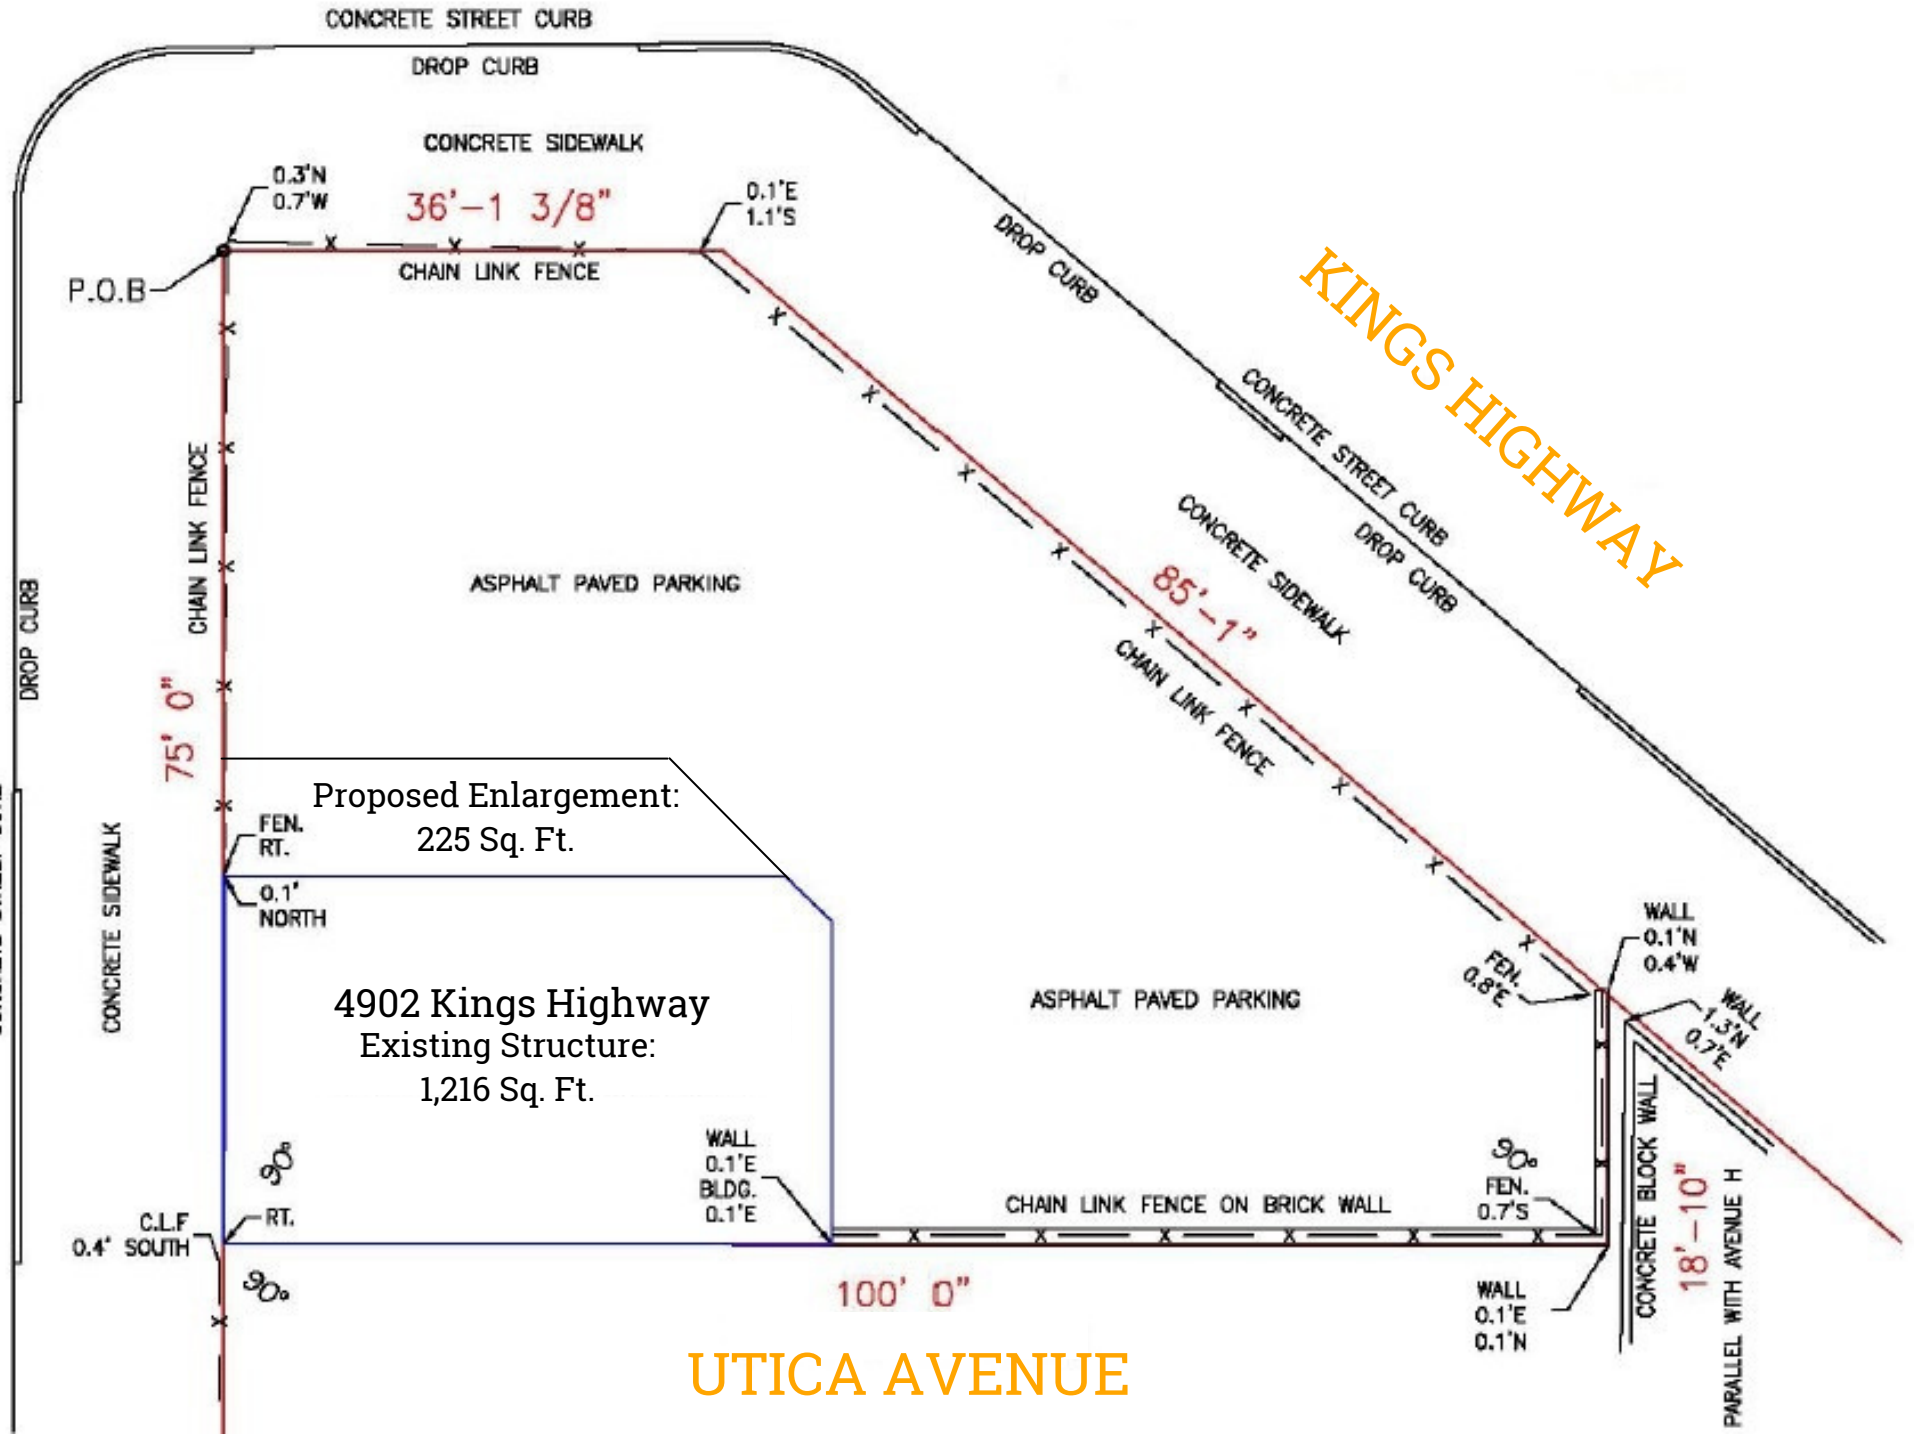 CONCRETE STREET CURB
DROP CURB
CONCRETE SIDEWALK
0.3'N
0.7'W
36'-1 3/8"
0.1'E
1.1'S
P.O.B
CHAIN LINK FENCE
DROP CURB
KINGS HIGHWAY
CONCRETE STREET CURB
DROP CURB
CONCRETE SIDEWALK
85'-1"
CHAIN LINK FENCE
CHAIN LINK FENCE
ASPHALT PAVED PARKING
DROP CURB
75' 0"
Proposed Enlargement:
225 Sq. Ft.
FEN.
RT.
0.1'
NORTH
CONCRETE SIDEWALK
4902 Kings Highway
Existing Structure:
1,216 Sq. Ft.
ASPHALT PAVED PARKING
FEN.
0.8'E
WALL
0.1'N
0.4'W
WALL
1.3'N
0.7'E
90°
WALL
0.1'E
BLDG.
0.1'E
CHAIN LINK FENCE ON BRICK WALL
90°
FEN.
0.7'S
CONCRETE BLOCK WALL
18'-10"
PARALLEL WITH AVENUE H
C.L.F
0.4' SOUTH
RT.
90°
100' 0"
WALL
0.1'E
0.1'N
UTICA AVENUE